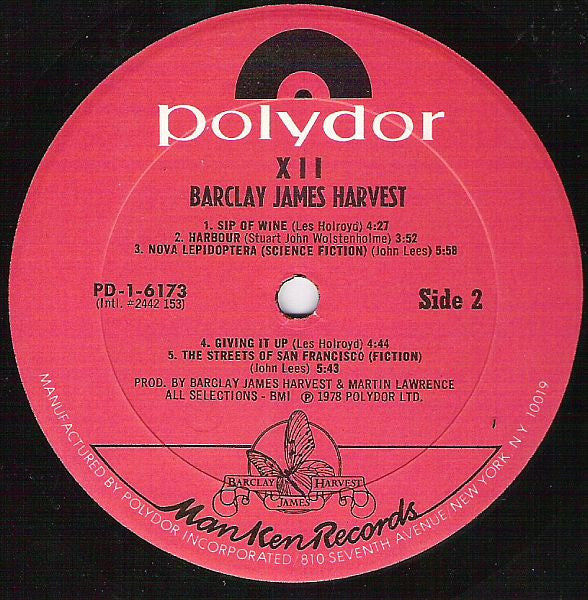 polydor
XII
BARCLAY JAMES HARVEST
1. SIP OF WINE (Les Holroyd) 4:27
2. HARBOUR (Stuart John Wolstenholme) 3:52
3. NOVA LEPIDOPTERA (SCIENCE FICTION) (John Lees) 5:58
PD-1-6173
(Intl. #2442 153)
Side 2
4. GIVING IT UP (Les Holroyd) 4:44
5. THE STREETS OF SAN FRANCISCO (FICTION)
(John Lees) 5:43
PROD. BY BARCLAY JAMES HARVEST & MARTIN LAWRENCE
ALL SELECTIONS - BMI Ⓟ 1978 POLYDOR LTD.
1
BARCLAY JAMES HARVEST
ManKen Records
MANUFACTURED BY POLYDOR INCORPORATED / 810 SEVENTH AVENUE NEW YORK, N.Y. 10019